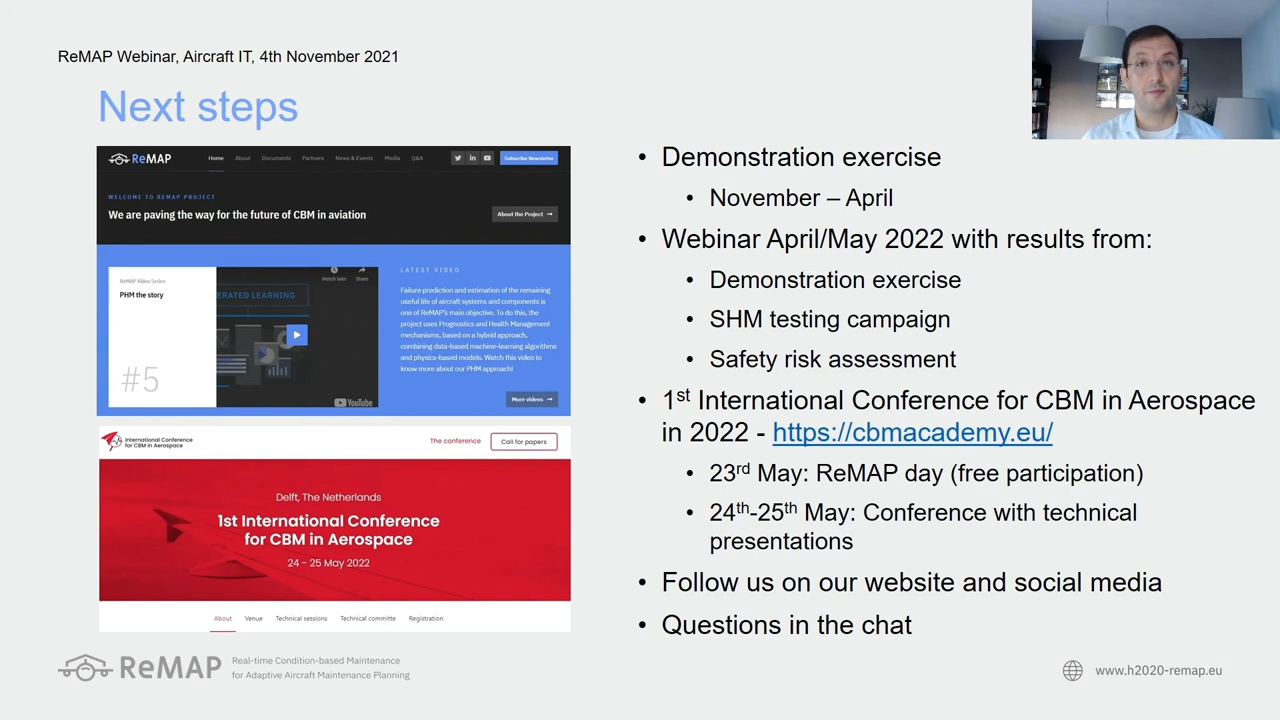 ReMAP Webinar, Aircraft IT, 4th November 2021
Next steps
ReMAP
Home About Documents Partners News & Events Media Q&A
Subscribe Newsletter
WELCOME TO REMAP PROJECT
We are paving the way for the future of CBM in aviation
About the Project →
ReMAP Video Series
PHM the story
#5
Watch later Share
ERATED LEARNING
YouTube
LATEST VIDEO
Failure prediction and estimation of the remaining
useful life of aircraft systems and components is
one of ReMAP's main objective. To do this, the
project uses Prognostics and Health Management
mechanisms, based on a hybrid approach,
combining data-based machine-learning algorithms
and physics-based models. Watch this video to
know more about our PHM approach!
More videos →
International Conference
for CBM in Aerospace
The conference
Call for papers
Delft, The Netherlands
1st International Conference
for CBM in Aerospace
24 - 25 May 2022
About Venue Technical sessions Technical committe Registration
• Demonstration exercise
• November – April
• Webinar April/May 2022 with results from:
• Demonstration exercise
• SHM testing campaign
• Safety risk assessment
• 1st International Conference for CBM in Aerospace
in 2022 - https://cbmacademy.eu/
• 23rd May: ReMAP day (free participation)
• 24th-25th May: Conference with technical
presentations
• Follow us on our website and social media
• Questions in the chat
ReMAP
Real-time Condition-based Maintenance
for Adaptive Aircraft Maintenance Planning
www.h2020-remap.eu